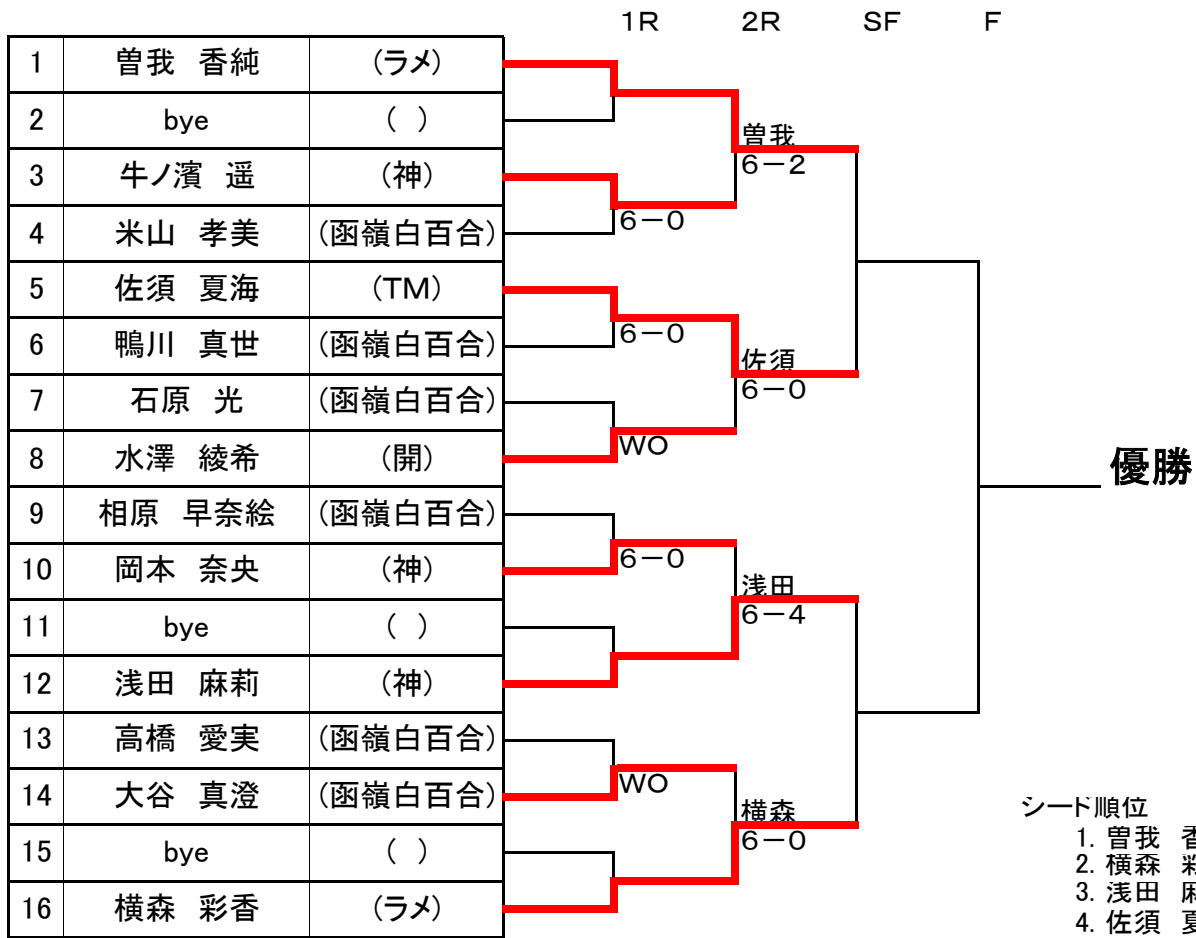 1R 2R SF F
1 曽我 香純 (ラメ)
2 bye ( )
曽我
6-2
3 牛ノ濱 遥 (神)
6-0
4 米山 孝美 (函嶺白百合)
5 佐須 夏海 (TM)
6-0
6 鴨川 真世 (函嶺白百合)
佐須
6-0
7 石原 光 (函嶺白百合)
WO
8 水澤 綾希 (開)
優勝
9 相原 早奈絵 (函嶺白百合)
6-0
10 岡本 奈央 (神)
浅田
6-4
11 bye ( )
12 浅田 麻莉 (神)
13 高橋 愛実 (函嶺白百合)
WO
14 大谷 真澄 (函嶺白百合)
横森
6-0
15 bye ( )
16 横森 彩香 (ラメ)
シード順位
1. 曽我 香
2. 横森 彩
3. 浅田 麻
4. 佐須 夏